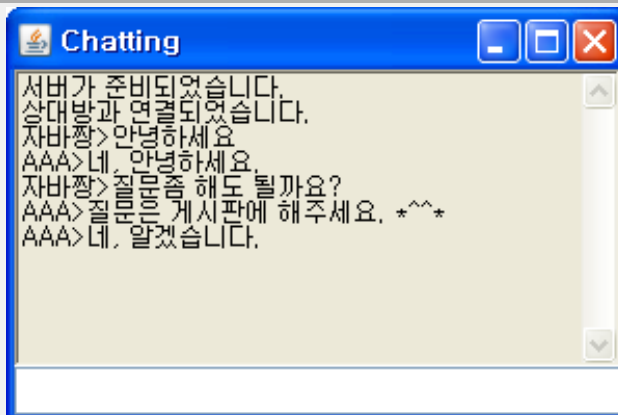 Chatting
서버가 준비되었습니다.
상대방과 연결되었습니다.
자바짱>안녕하세요
AAA>네, 안녕하세요.
자바짱>질문좀 해도 될까요?
AAA>질문은 게시판에 해주세요. *^^*
AAA>네, 알겠습니다.